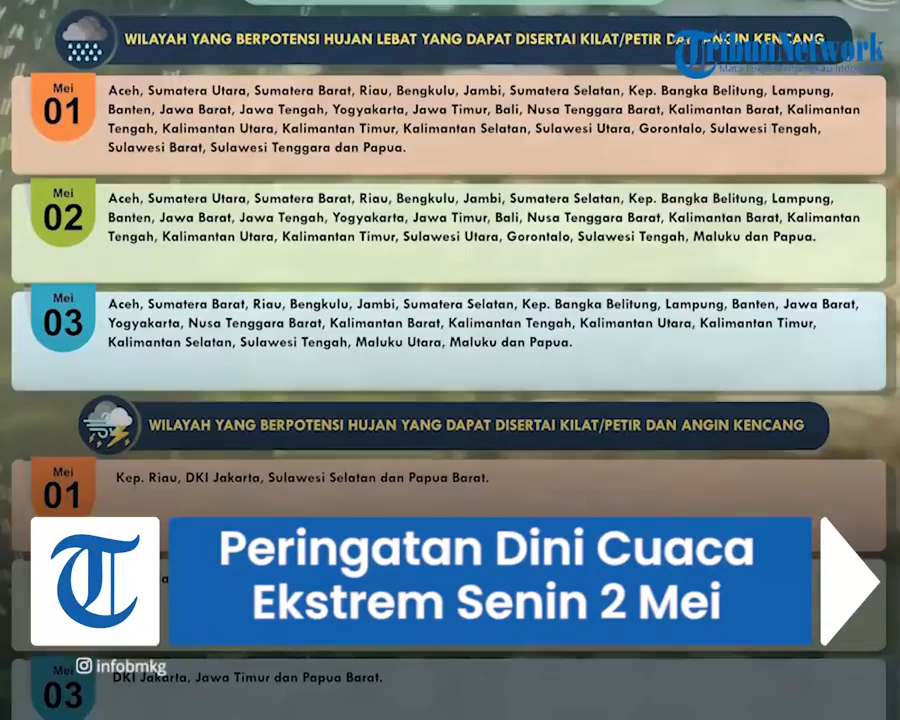 WILAYAH YANG BERPOTENSI HUJAN LEBAT YANG DAPAT DISERTAI KILAT/PETIR DAN ANGIN KENCANG
Tribun Network
Mei
01
Aceh, Sumatera Utara, Sumatera Barat, Riau, Bengkulu, Jambi, Sumatera Selatan, Kep. Bangka Belitung, Lampung,
Banten, Jawa Barat, Jawa Tengah, Yogyakarta, Jawa Timur, Bali, Nusa Tenggara Barat, Kalimantan Barat, Kalimantan
Tengah, Kalimantan Utara, Kalimantan Timur, Kalimantan Selatan, Sulawesi Utara, Gorontalo, Sulawesi Tengah,
Sulawesi Barat, Sulawesi Tenggara dan Papua.
Mei
02
Aceh, Sumatera Utara, Sumatera Barat, Riau, Bengkulu, Jambi, Sumatera Selatan, Kep. Bangka Belitung, Lampung,
Banten, Jawa Barat, Jawa Tengah, Yogyakarta, Jawa Timur, Bali, Nusa Tenggara Barat, Kalimantan Barat, Kalimantan
Tengah, Kalimantan Utara, Kalimantan Timur, Sulawesi Utara, Gorontalo, Sulawesi Tengah, Maluku dan Papua.
Mei
03
Aceh, Sumatera Barat, Riau, Bengkulu, Jambi, Sumatera Selatan, Kep. Bangka Belitung, Lampung, Banten, Jawa Barat,
Yogyakarta, Nusa Tenggara Barat, Kalimantan Barat, Kalimantan Tengah, Kalimantan Utara, Kalimantan Timur,
Kalimantan Selatan, Sulawesi Tengah, Maluku Utara, Maluku dan Papua.
WILAYAH YANG BERPOTENSI HUJAN YANG DAPAT DISERTAI KILAT/PETIR DAN ANGIN KENCANG
Mei
01
Kep. Riau, DKI Jakarta, Sulawesi Selatan dan Papua Barat.
T
Peringatan Dini Cuaca
Ekstrem Senin 2 Mei
infobmkg
Mei
03
DKI Jakarta, Jawa Timur dan Papua Barat.